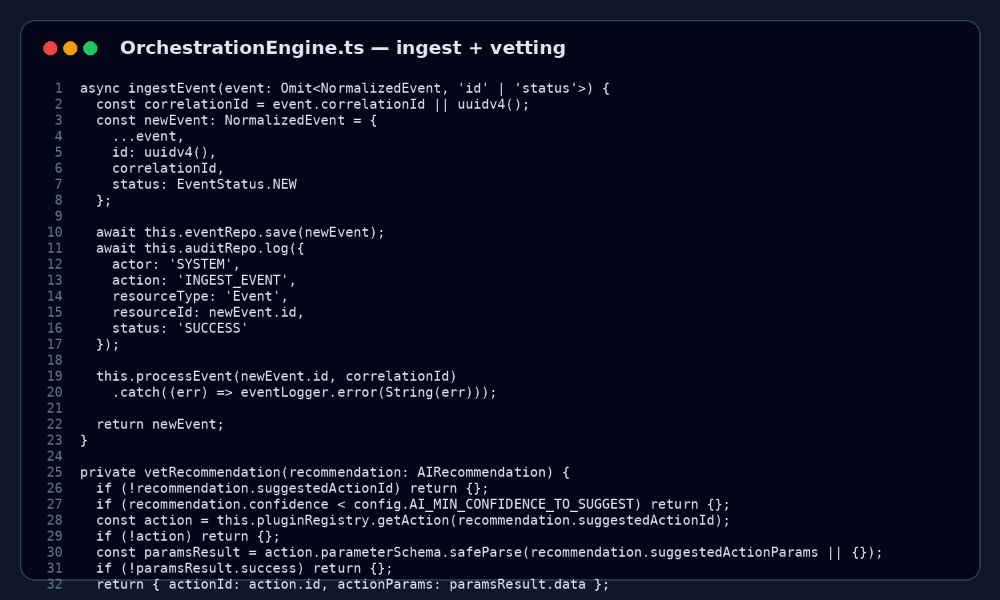 OrchestrationEngine.ts — ingest + vetting
1 async ingestEvent(event: Omit<NormalizedEvent, 'id' | 'status'>) {
2   const correlationId = event.correlationId || uuidv4();
3   const newEvent: NormalizedEvent = {
4     ...event,
5     id: uuidv4(),
6     correlationId,
7     status: EventStatus.NEW
8   };
9
10   await this.eventRepo.save(newEvent);
11   await this.auditRepo.log({
12     actor: 'SYSTEM',
13     action: 'INGEST_EVENT',
14     resourceType: 'Event',
15     resourceId: newEvent.id,
16     status: 'SUCCESS'
17   });
18
19   this.processEvent(newEvent.id, correlationId)
20     .catch((err) => eventLogger.error(String(err)));
21
22   return newEvent;
23 }
24
25 private vetRecommendation(recommendation: AIRecommendation) {
26   if (!recommendation.suggestedActionId) return {};
27   if (recommendation.confidence < config.AI_MIN_CONFIDENCE_TO_SUGGEST) return {};
28   const action = this.pluginRegistry.getAction(recommendation.suggestedActionId);
29   if (!action) return {};
30   const paramsResult = action.parameterSchema.safeParse(recommendation.suggestedActionParams || {});
31   if (!paramsResult.success) return {};
32   return { actionId: action.id, actionParams: paramsResult.data };